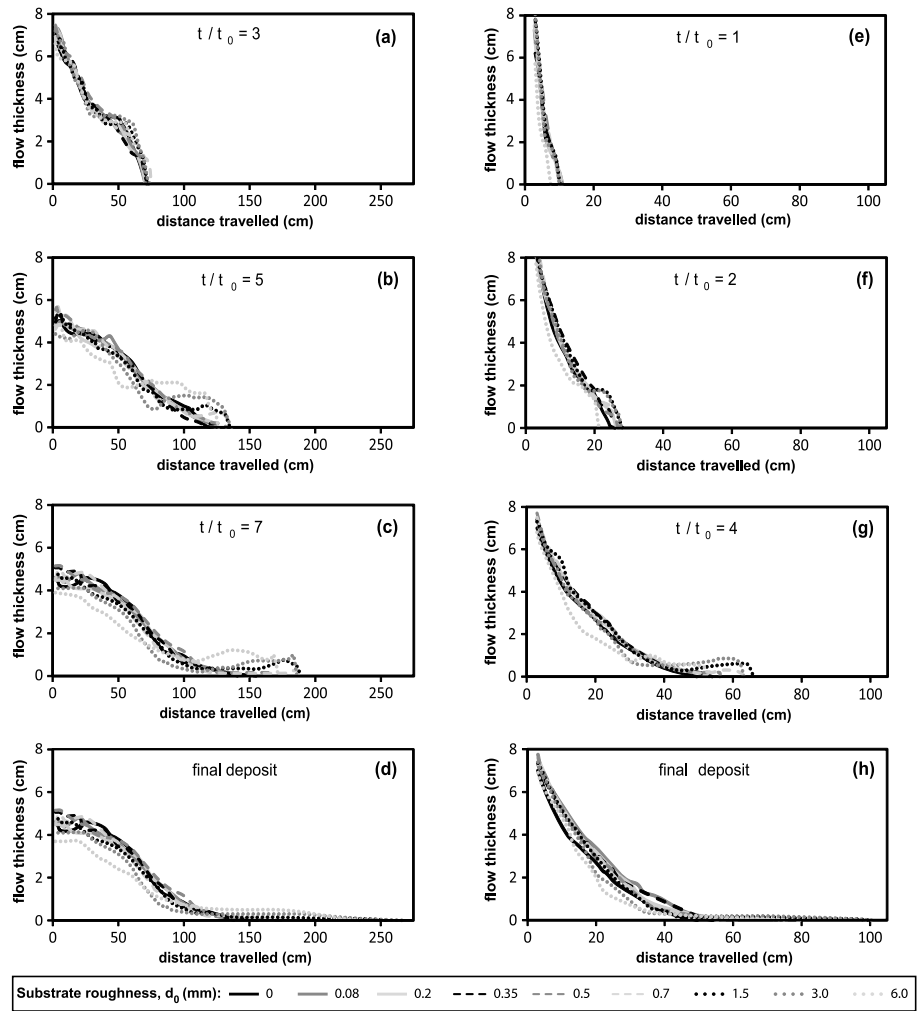 8
6
4
2
0
flow thickness (cm)
t / t 0 = 3
(a)
0 50 100 150 200 250
distance travelled (cm)
8
6
4
2
0
flow thickness (cm)
t / t 0 = 1
(e)
0 20 40 60 80 100
distance travelled (cm)
8
6
4
2
0
flow thickness (cm)
t / t 0 = 5
(b)
0 50 100 150 200 250
distance travelled (cm)
8
6
4
2
0
flow thickness (cm)
t / t 0 = 2
(f)
0 20 40 60 80 100
distance travelled (cm)
8
6
4
2
0
flow thickness (cm)
t / t 0 = 7
(c)
0 50 100 150 200 250
distance travelled (cm)
8
6
4
2
0
flow thickness (cm)
t / t 0 = 4
(g)
0 20 40 60 80 100
distance travelled (cm)
8
6
4
2
0
flow thickness (cm)
final deposit
(d)
0 50 100 150 200 250
distance travelled (cm)
8
6
4
2
0
flow thickness (cm)
final deposit
(h)
0 20 40 60 80 100
distance travelled (cm)
Substrate roughness, d0 (mm): 0 0.08 0.2 0.35 0.5 0.7 1.5 3.0 6.0